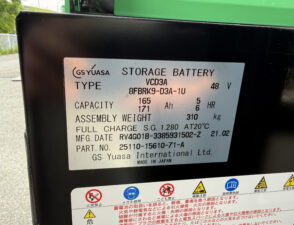 GS YUASA STORAGE BATTERY
TYPE VCD3A 48 V
8FBRK9-D3A-1U
CAPACITY 165 Ah 5 HR
171 6
ASSEMBLY WEIGHT 310 kg
FULL CHARGE S.G. 1.280 AT20°C
MFG. DATE RV4G018-3385931502-Z 21.02
PART NO. 25110-15610-71-A
GS Yuasa International Ltd.
MADE IN JAPAN